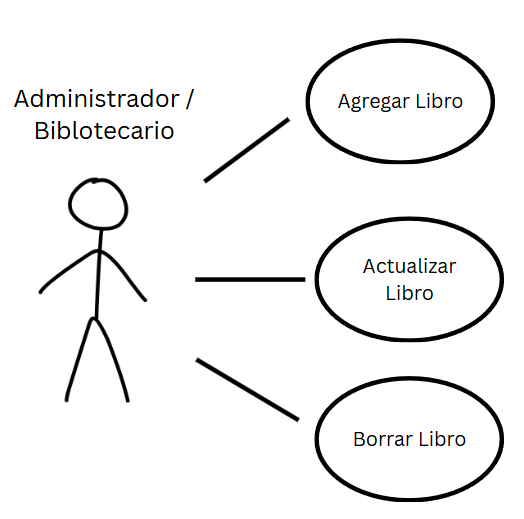 Administrador /
Biblotecario
Agregar Libro
Actualizar
Libro
Borrar Libro